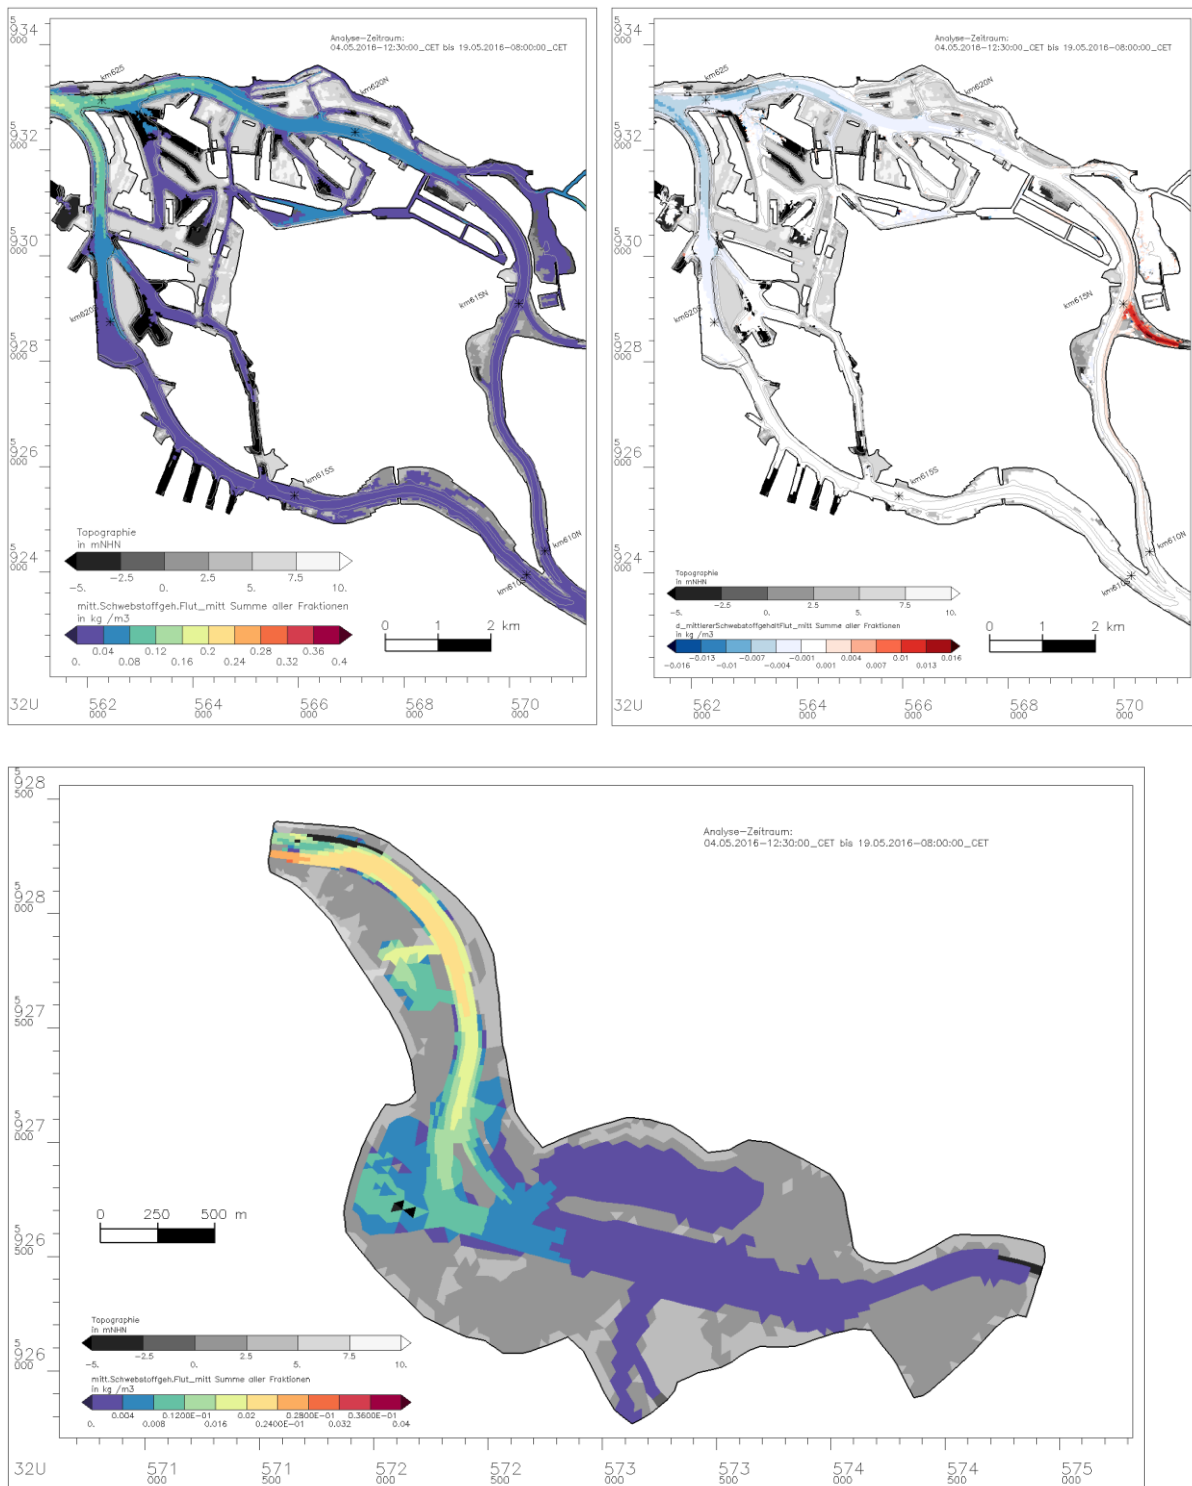 5
934
000
Analyse-Zeitraum:
04.05.2016-12:30:00_CET bis 19.05.2016-08:00:00_CET
km625
km620N
5
932
000
5
930
000
km615N
km620S
5
928
000
5
926
000
km615S
Topographie
in mNHN
-5. -2.5 0. 2.5 5. 7.5 10.
km610N
5
924
000
km610S
mitt.Schwebstoffgeh.Flut_mitt Summe aller Fraktionen
in kg /m3
0. 0.04 0.08 0.12 0.16 0.2 0.24 0.28 0.32 0.36 0.4
0 1 2 km
32U 562 564 566 568 570
000 000 000 000 000
5
934
000
Analyse-Zeitraum:
04.05.2016-12:30:00_CET bis 19.05.2016-08:00:00_CET
km625
km620N
5
932
000
5
930
000
km615N
km620S
5
928
000
5
926
000
km615S
km610N
5
924
000
km610S
Topographie
in mNHN
-5. -2.5 0. 2.5 5. 7.5 10.
d_mittlererSchwebstoffgehaltFlut_mitt Summe aller Fraktionen
in kg /m3
-0.016 -0.013 -0.01 -0.007 -0.004 -0.001 0.001 0.004 0.007 0.01 0.013 0.016
0 1 2 km
32U 562 564 566 568 570
000 000 000 000 000
5
928
500
Analyse-Zeitraum:
04.05.2016-12:30:00_CET bis 19.05.2016-08:00:00_CET
5
928
000
5
927
500
5
927
000
5
926
500
0 250 500 m
Topographie
in mNHN
-5. -2.5 0. 2.5 5. 7.5 10.
5
926
000
mitt.Schwebstoffgeh.Flut_mitt Summe aller Fraktionen
in kg /m3
0. 0.004 0.008 0.1200E-01 0.016 0.02 0.2400E-01 0.2800E-01 0.032 0.3600E-01 0.04
32U 571 571 572 572 573 573 574 574 575
000 500 000 500 000 500 000 500 000